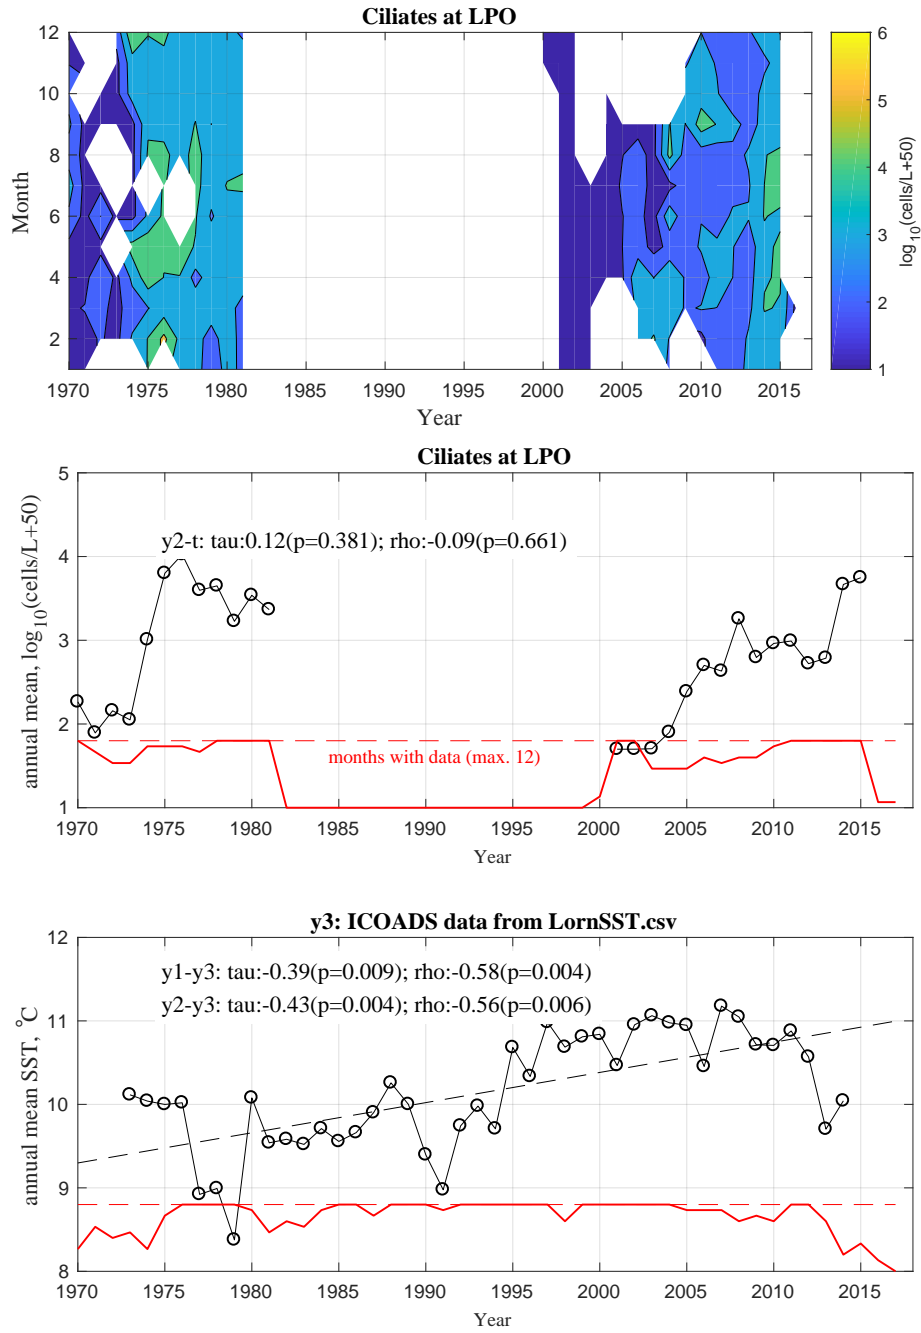 Ciliates at LPO
12
10
8
6
4
2
Month
1970 1975 1980 1985 1990 1995 2000 2005 2010 2015
Year
6
5
4
3
2
1
log10(cells/L+50)
Ciliates at LPO
5
4
3
2
1
annual mean, log10(cells/L+50)
y2-t: tau:0.12(p=0.381); rho:-0.09(p=0.661)
months with data (max. 12)
1970 1975 1980 1985 1990 1995 2000 2005 2010 2015
Year
y3: ICOADS data from LornSST.csv
12
11
10
9
8
annual mean SST, °C
y1-y3: tau:-0.39(p=0.009); rho:-0.58(p=0.004)
y2-y3: tau:-0.43(p=0.004); rho:-0.56(p=0.006)
1970 1975 1980 1985 1990 1995 2000 2005 2010 2015
Year